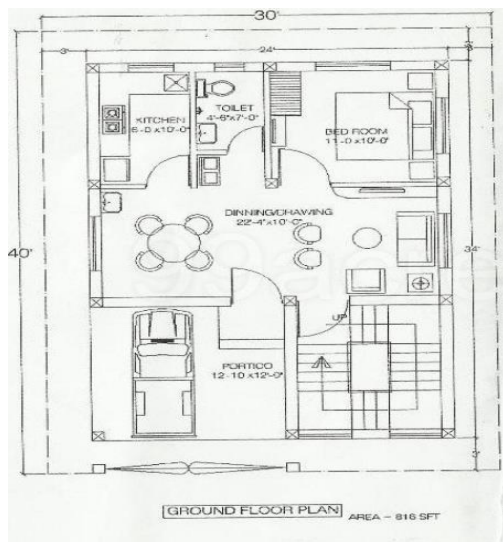 30'
3'
24'
KITCHEN
6-0 x10'-0"
TOILET
4'-6"x7'-0"
BED ROOM
11-0 x10'-0"
DINNING/DRAWING
22'-4"x10'-0"
40'
34'
UP
PORTICO
12-10 x12'-0"
3'
GROUND FLOOR PLAN
AREA - 816 SFT